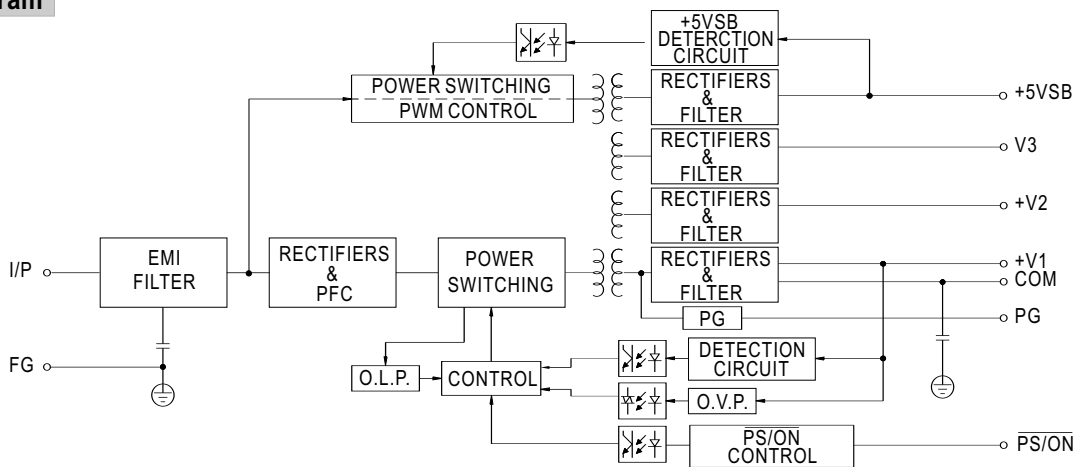 +5VSB
DETERCTION
CIRCUIT
POWER SWITCHING
PWM CONTROL
RECTIFIERS
&
FILTER
+5VSB
RECTIFIERS
&
FILTER
V3
RECTIFIERS
&
FILTER
+V2
I/P
EMI
FILTER
RECTIFIERS
&
PFC
POWER
SWITCHING
RECTIFIERS
&
FILTER
+V1
COM
PG
PG
FG
O.L.P.
CONTROL
DETECTION
CIRCUIT
O.V.P.
PS/ON
CONTROL
PS/ON